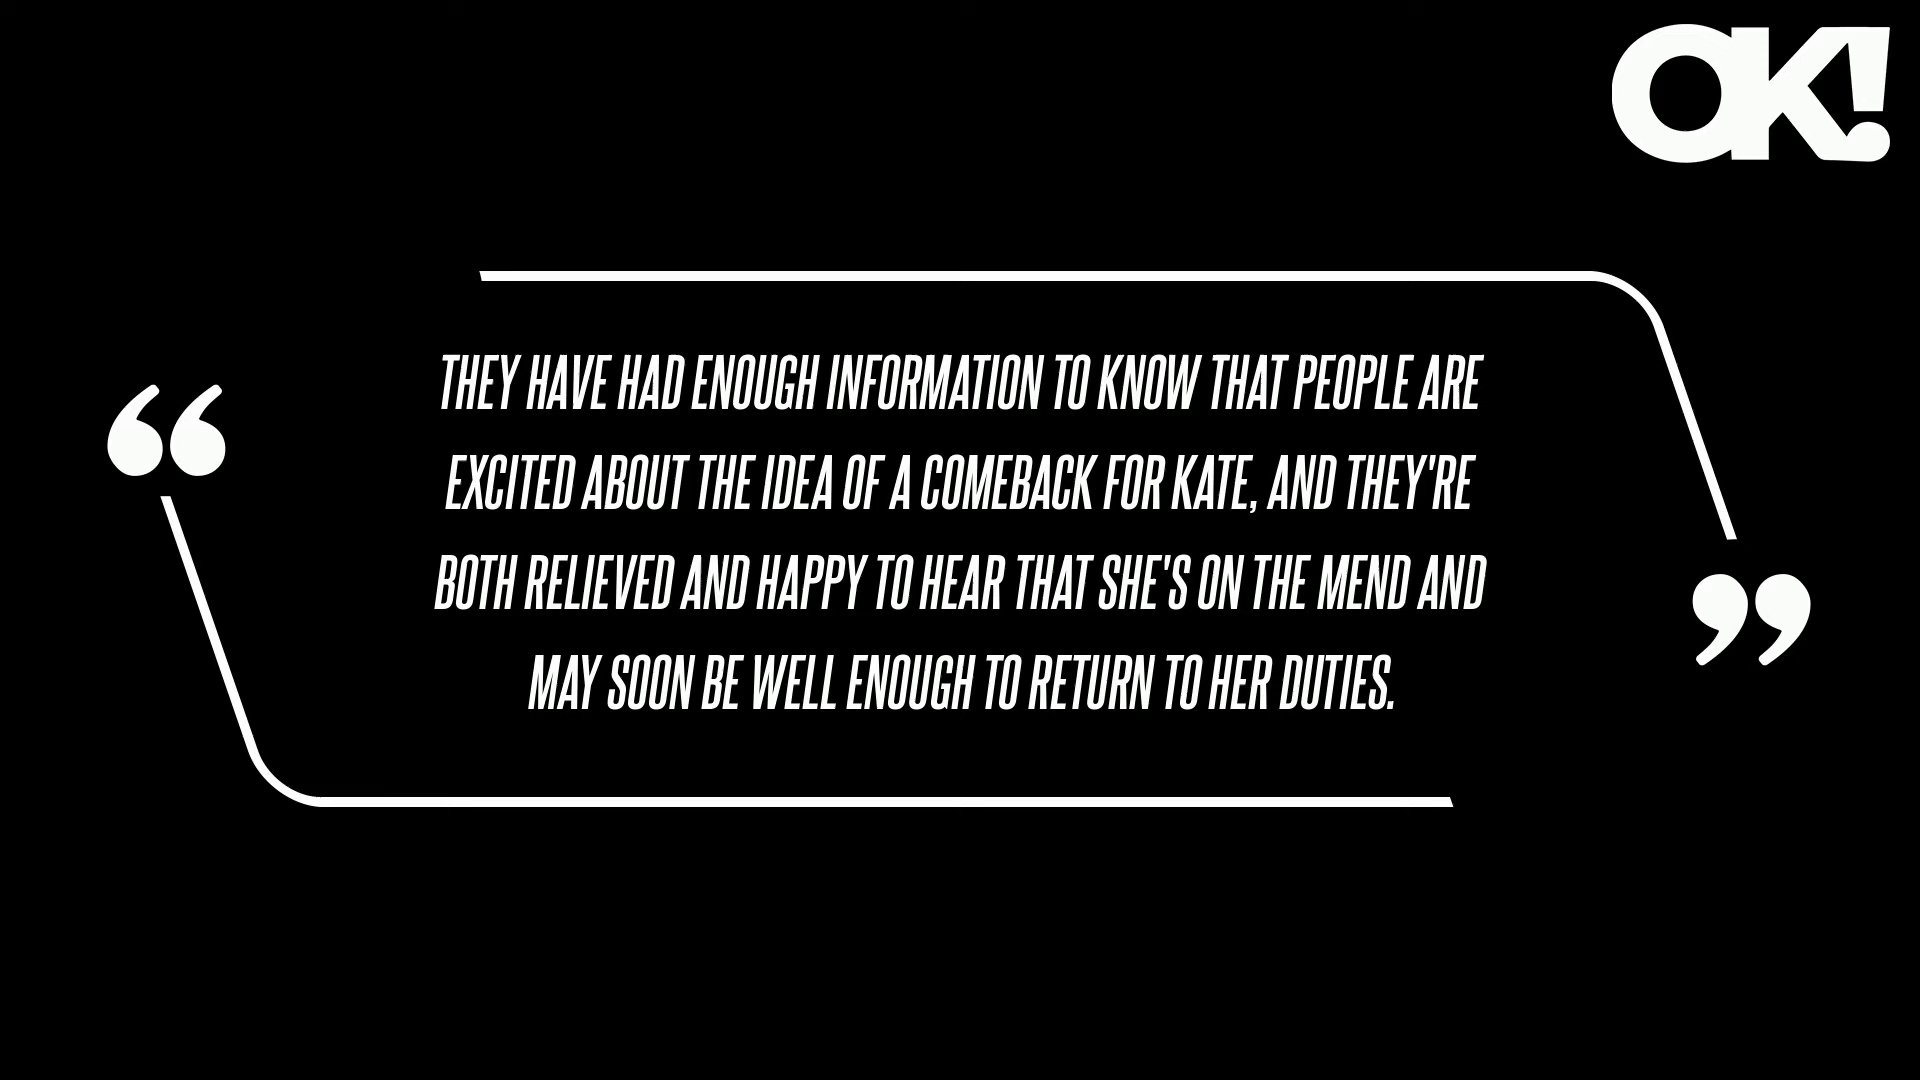 OK!
“
THEY HAVE HAD ENOUGH INFORMATION TO KNOW THAT PEOPLE ARE
EXCITED ABOUT THE IDEA OF A COMEBACK FOR KATE, AND THEY'RE
BOTH RELIEVED AND HAPPY TO HEAR THAT SHE'S ON THE MEND AND
MAY SOON BE WELL ENOUGH TO RETURN TO HER DUTIES.
”